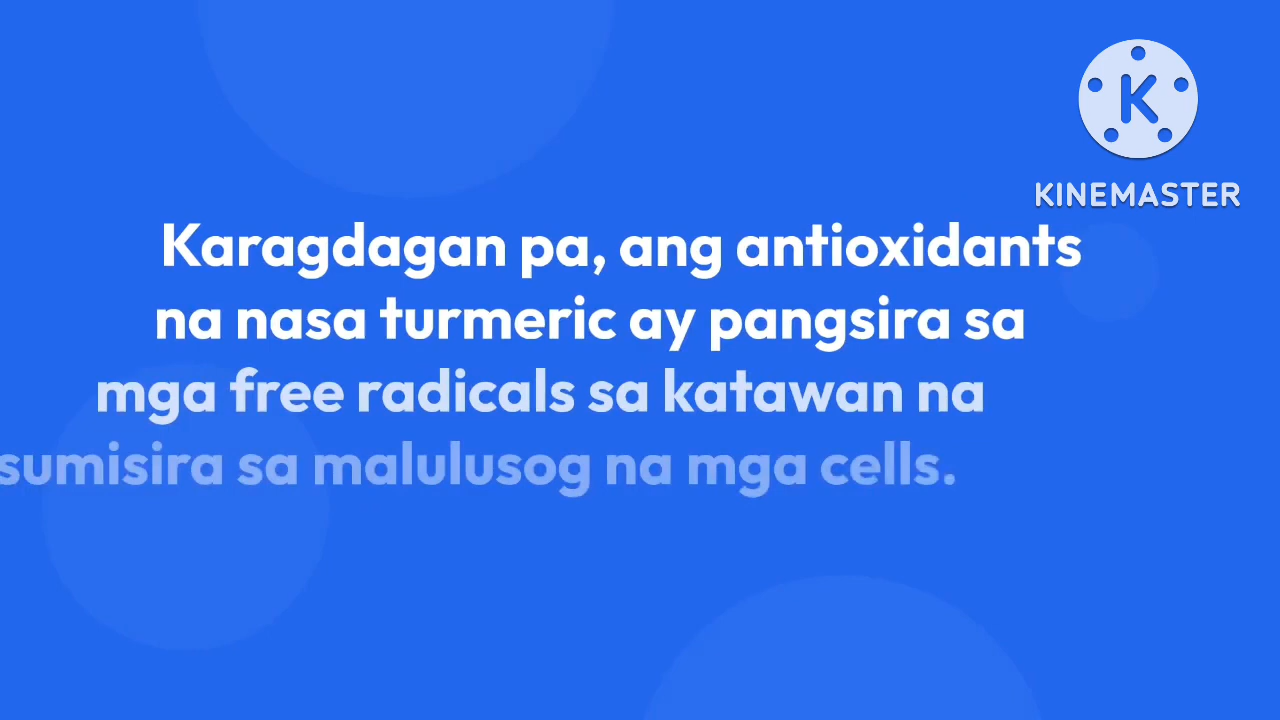 KINEMASTER
Karagdagan pa, ang antioxidants
na nasa turmeric ay pangsira sa
mga free radicals sa katawan na
sumisira sa malulusog na mga cells.